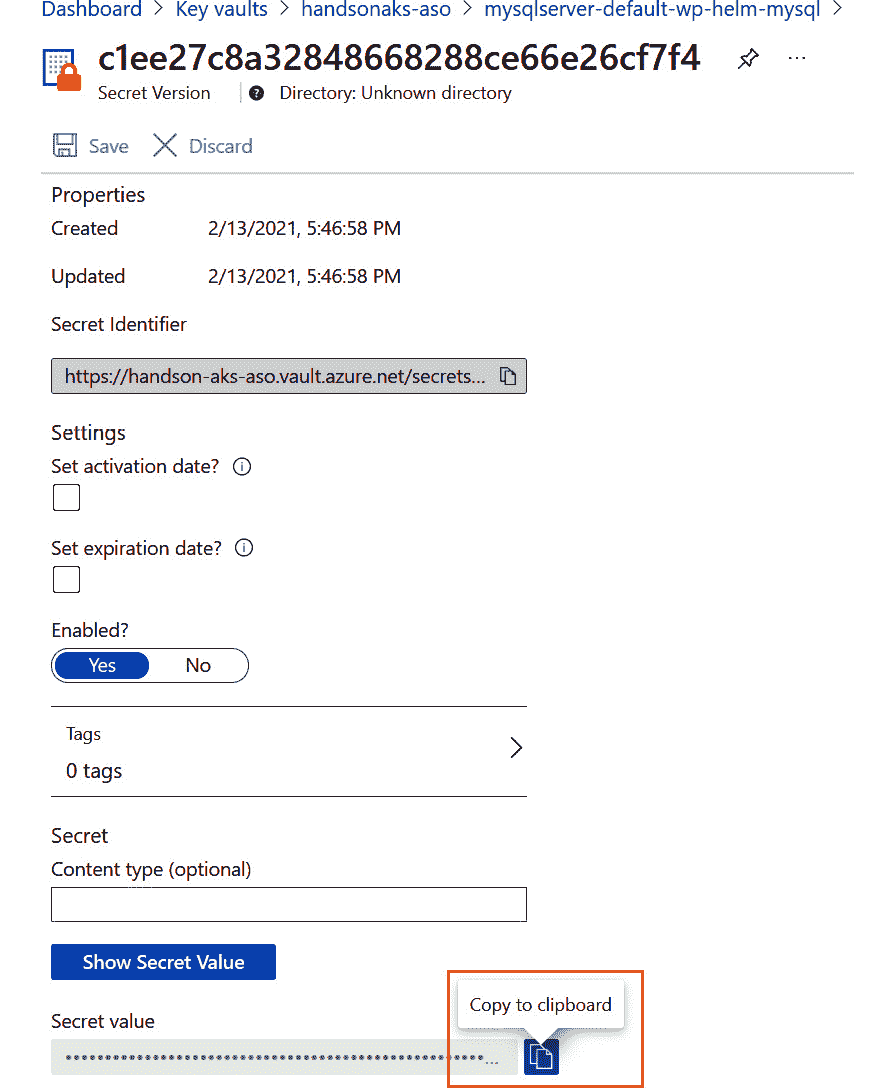 Dashboard > Key vaults > handsonaks-aso > mysqlserver-default-wp-helm-mysql >
c1ee27c8a32848668288ce66e26cf7f4 ...
Secret Version ? Directory: Unknown directory
Save Discard
Properties
Created 2/13/2021, 5:46:58 PM
Updated 2/13/2021, 5:46:58 PM
Secret Identifier
https://handson-aks-aso.vault.azure.net/secrets...
Settings
Set activation date? i
Set expiration date? i
Enabled?
Yes No
Tags
0 tags
Secret
Content type (optional)
Show Secret Value
Copy to clipboard
Secret value